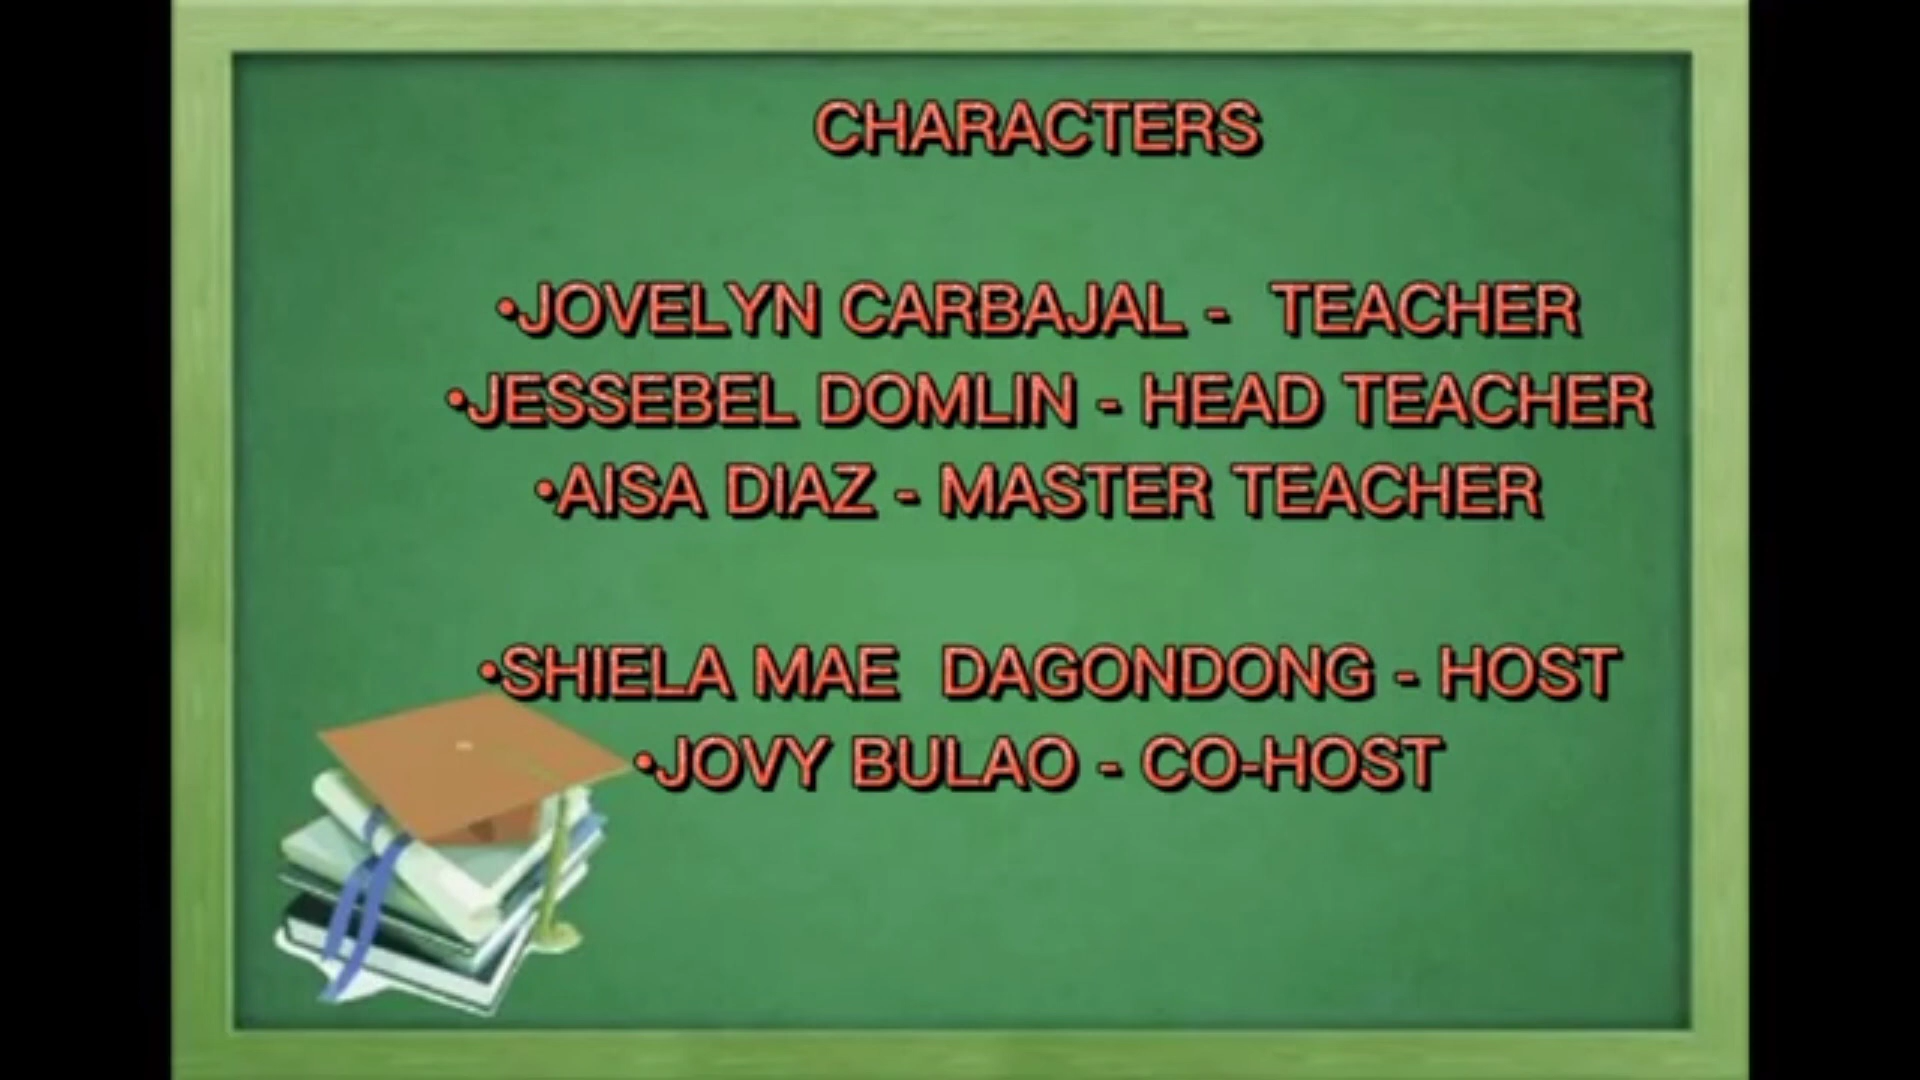 CHARACTERS
•JOVELYN CARBAJAL -  TEACHER
•JESSEBEL DOMLIN - HEAD TEACHER
•AISA DIAZ - MASTER TEACHER
•SHIELA MAE  DAGONDONG - HOST
•JOVY BULAO - CO-HOST